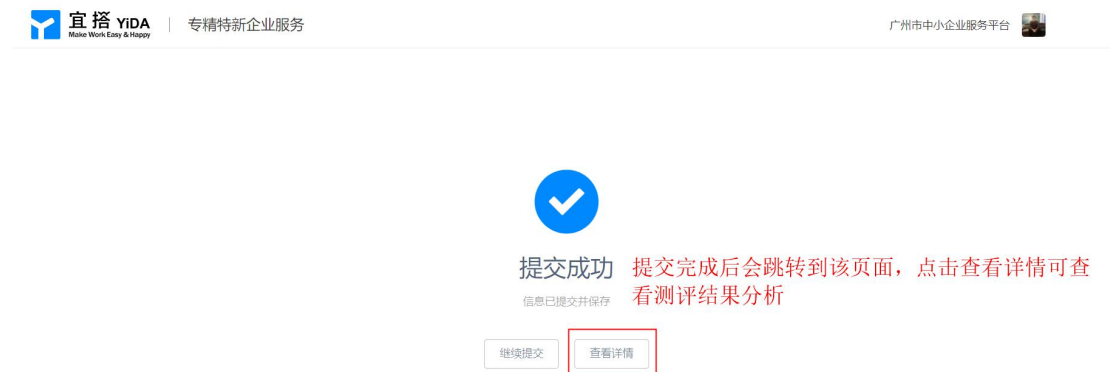 宜搭 YiDA
Make Work Easy & Happy
专精特新企业服务
广州市中小企业服务平台
提交成功
提交完成后会跳转到该页面，点击查看详情可查
看测评结果分析
信息已提交并保存
继续提交
查看详情